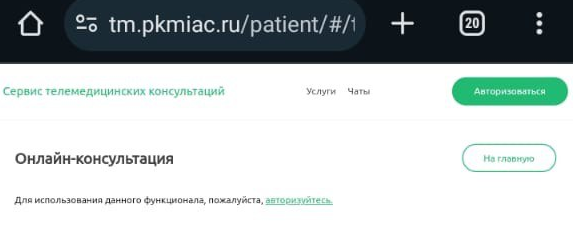 tm.pkmiac.ru/patient/#/
20
Сервис телемедицинских консультаций Услуги Чаты Авторизоваться
Онлайн-консультация На главную
Для использования данного функционала, пожалуйста, авторизуйтесь.